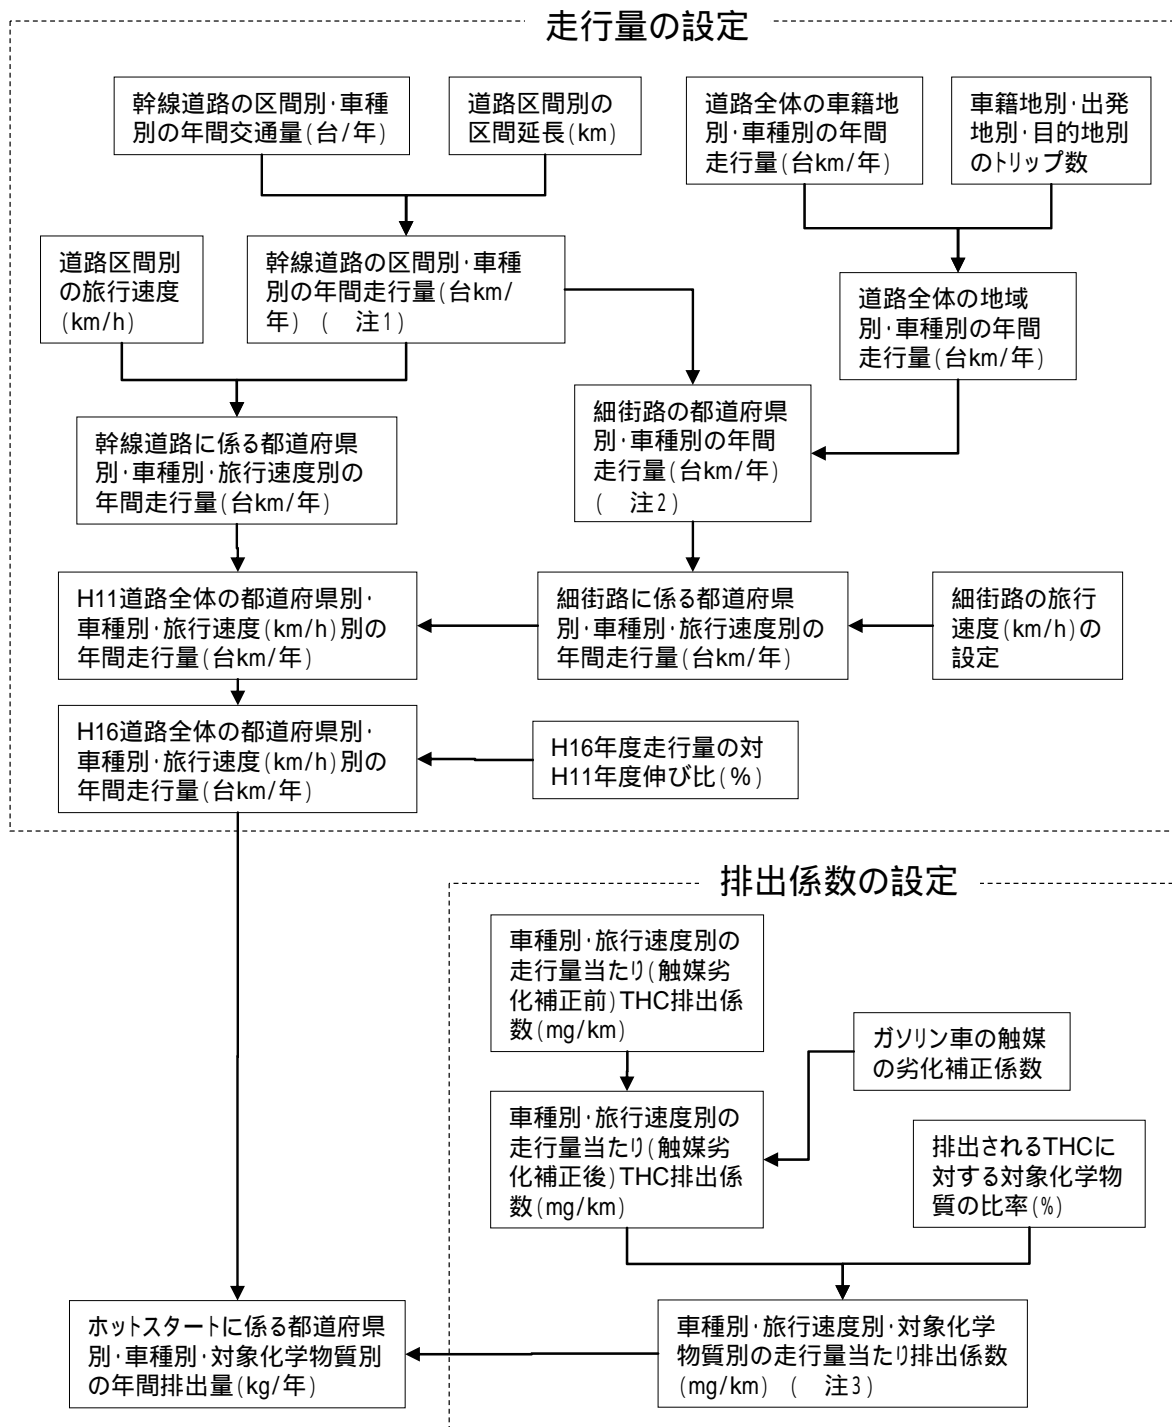 走行量の設定
幹線道路の区間別・車種
別の年間交通量(台/年)
道路区間別の
区間延長(km)
道路全体の車籍地
別・車種別の年間
走行量(台km/年)
車籍地別・出発
地別・目的地別
のトリップ数
道路区間別
の旅行速度
(km/h)
幹線道路の区間別・車種
別の年間走行量(台km/
年) ( 注1)
道路全体の地域
別・車種別の年間
走行量(台km/年)
細街路の都道府県
別・車種別の年間
走行量(台km/年)
( 注2)
幹線道路に係る都道府県
別・車種別・旅行速度別の
年間走行量(台km/年)
H11道路全体の都道府県別・
車種別・旅行速度(km/h)別の
年間走行量(台km/年)
細街路に係る都道府県
別・車種別・旅行速度別の
年間走行量(台km/年)
細街路の旅行
速度(km/h)の
設定
H16道路全体の都道府県別・
車種別・旅行速度(km/h)別の
年間走行量(台km/年)
H16年度走行量の対
H11年度伸び比(%)
排出係数の設定
車種別・旅行速度別の
走行量当たり(触媒劣
化補正前)THC排出係
数(mg/km)
ガソリン車の触媒
の劣化補正係数
車種別・旅行速度別の
走行量当たり(触媒劣
化補正後)THC排出係
数(mg/km)
排出されるTHCに
対する対象化学物
質の比率(%)
ホットスタートに係る都道府県
別・車種別・対象化学物質別
の年間排出量(kg/年)
車種別・旅行速度別・対象化学
物質別の走行量当たり排出係数
(mg/km) ( 注3)